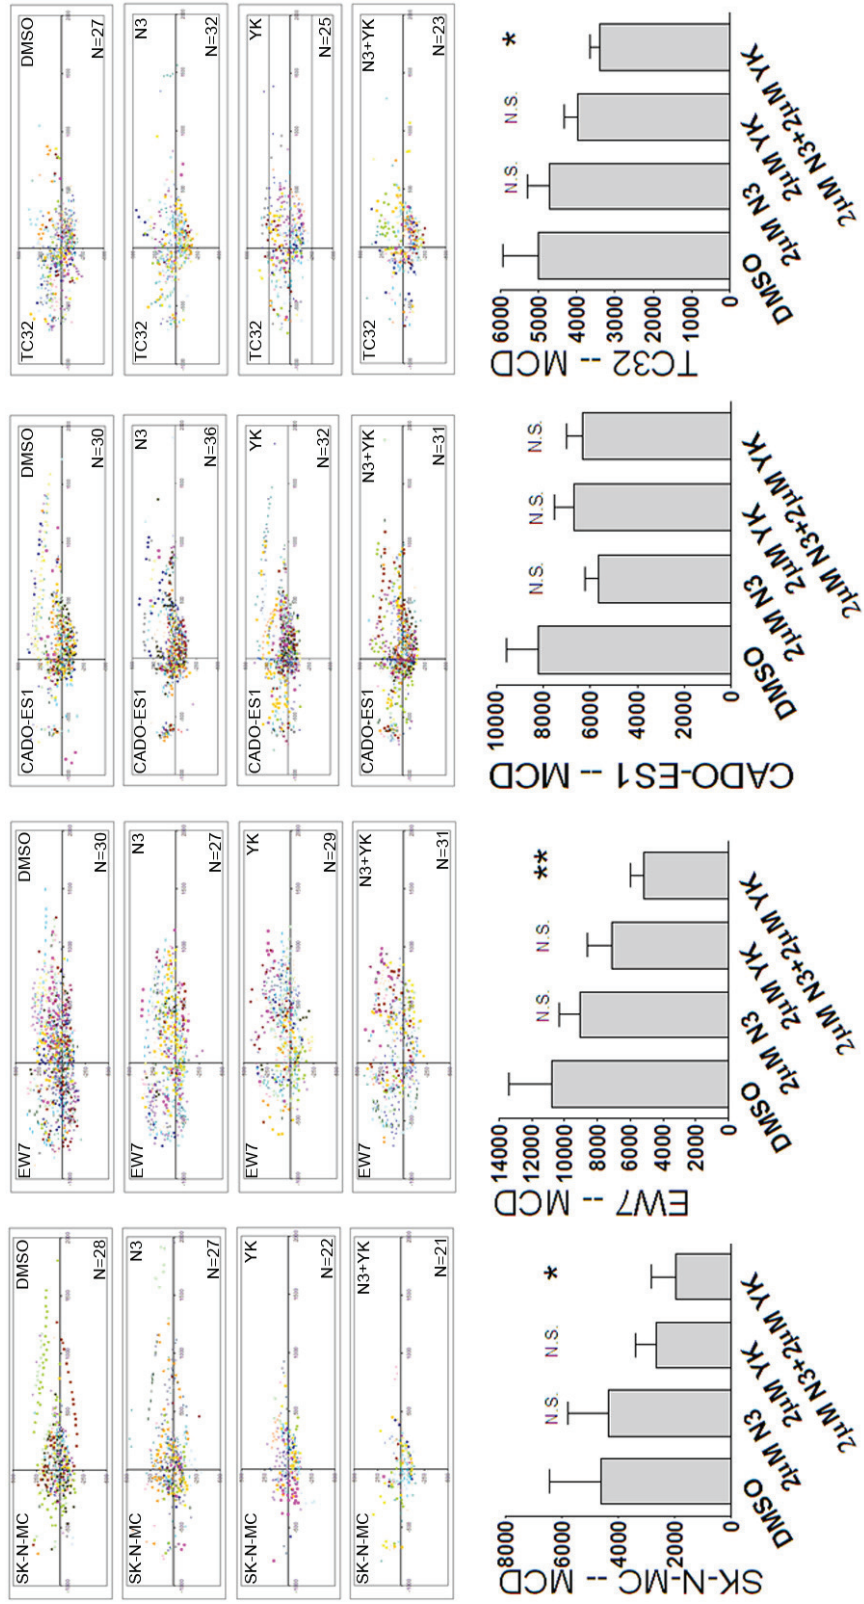 SK-N-MC DMSO
N=28
SK-N-MC N3
N=27
SK-N-MC YK
N=22
SK-N-MC N3+YK
N=21
SK-N-MC -- MCD
8000
6000
4000
2000
0
N.S. N.S. *
DMSO
2µM N3
2µM YK
2µM N3+2µM YK
EW7 DMSO
N=30
EW7 N3
N=27
EW7 YK
N=29
EW7 N3+YK
N=31
EW7 -- MCD
14000
12000
10000
8000
6000
4000
2000
0
N.S. N.S. **
DMSO
2µM N3
2µM YK
2µM N3+2µM YK
CADO-ES1 DMSO
N=30
CADO-ES1 N3
N=36
CADO-ES1 YK
N=32
CADO-ES1 N3+YK
N=31
CADO-ES1 -- MCD
10000
8000
6000
4000
2000
0
N.S. N.S. N.S.
DMSO
2µM N3
2µM YK
2µM N3+2µM YK
TC32 DMSO
N=27
TC32 N3
N=32
TC32 YK
N=25
TC32 N3+YK
N=23
TC32 -- MCD
6000
5000
4000
3000
2000
1000
0
N.S. N.S. *
DMSO
2µM N3
2µM YK
2µM N3+2µM YK